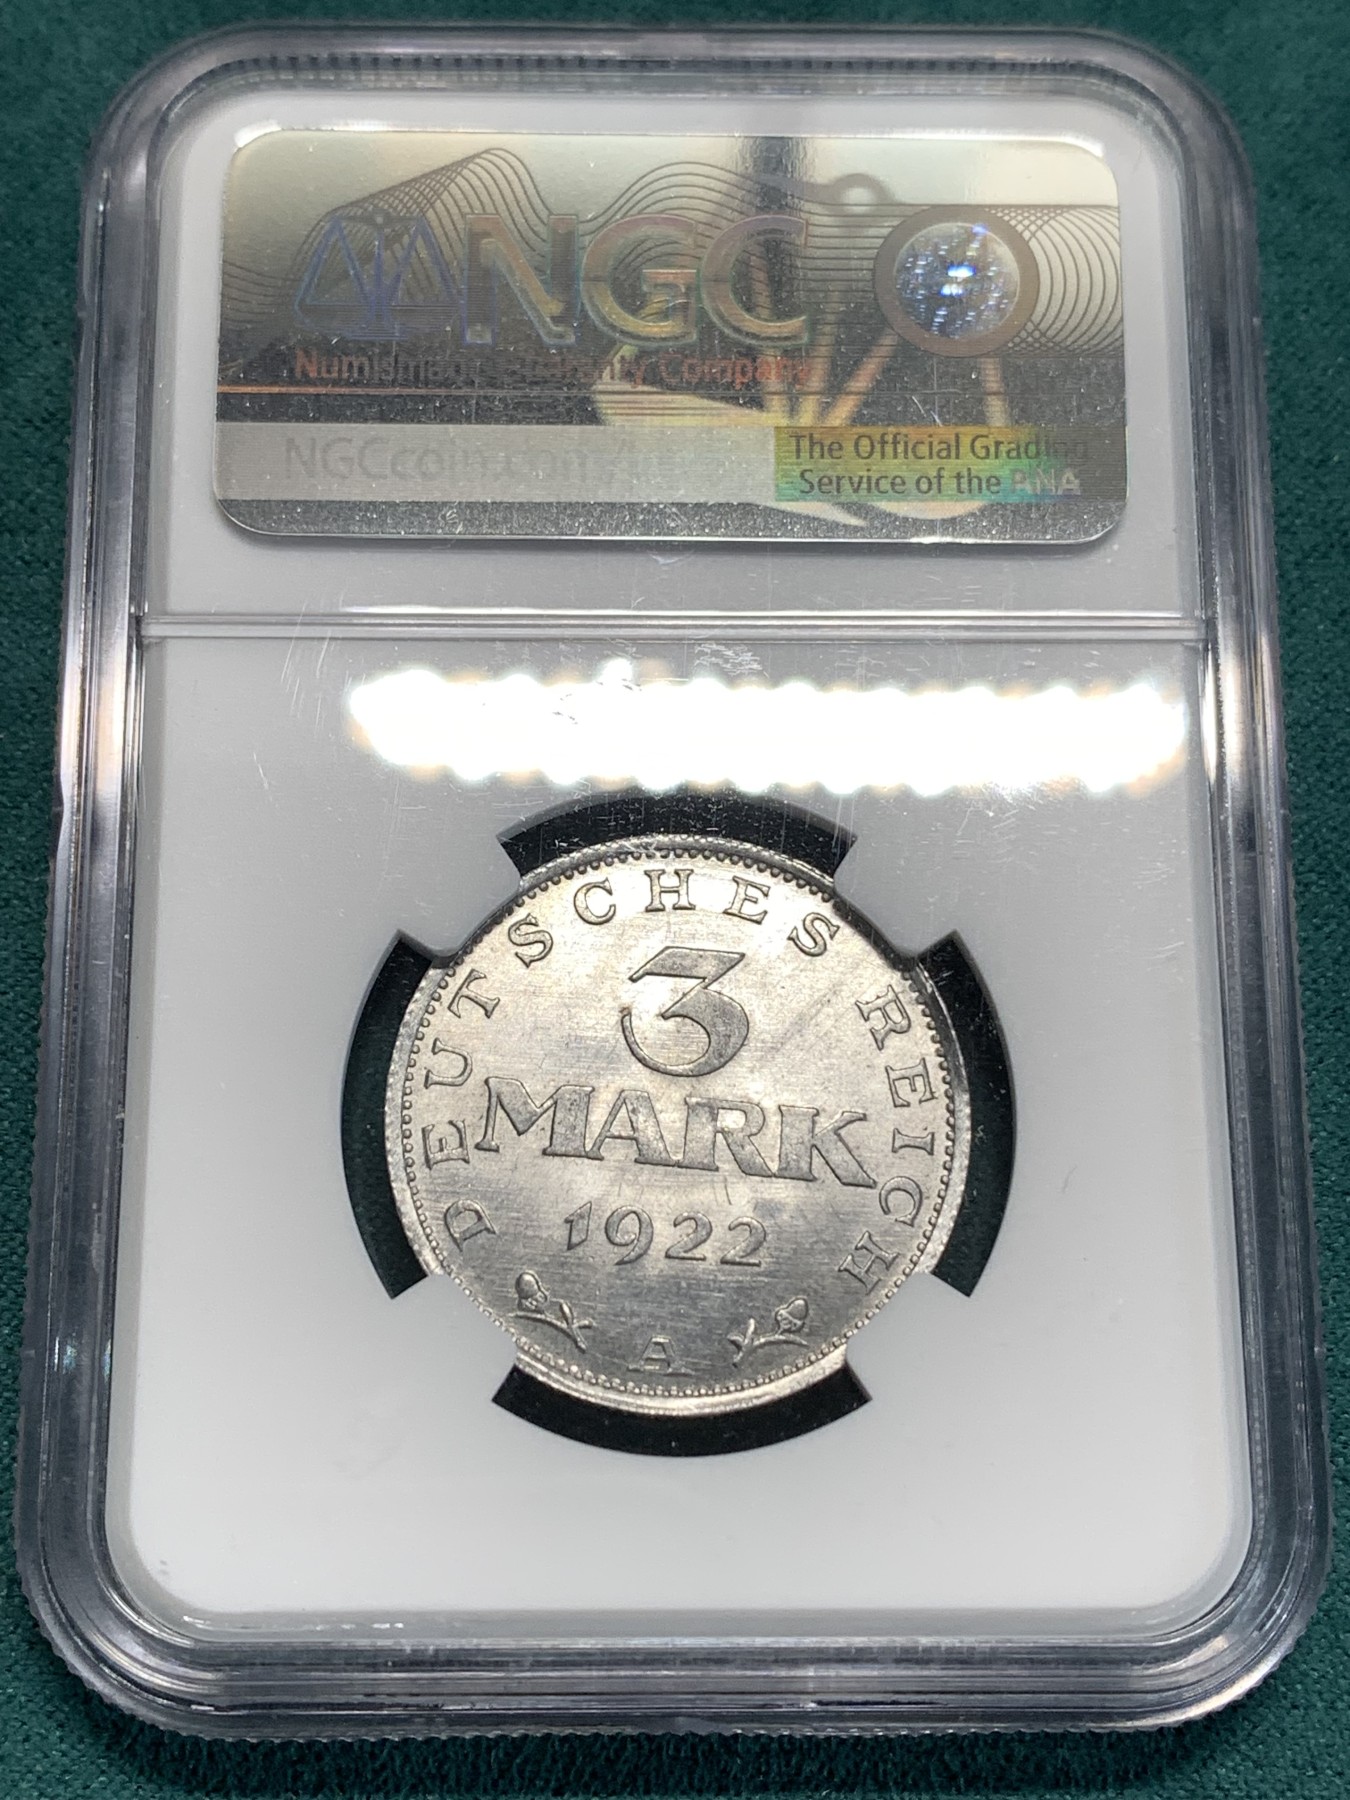 NGC
Numismatic Guaranty Company
NGCcoin.com/
The Official Grading
Service of the ANA
DEUTSCHES REICH
3
MARK
1922
A